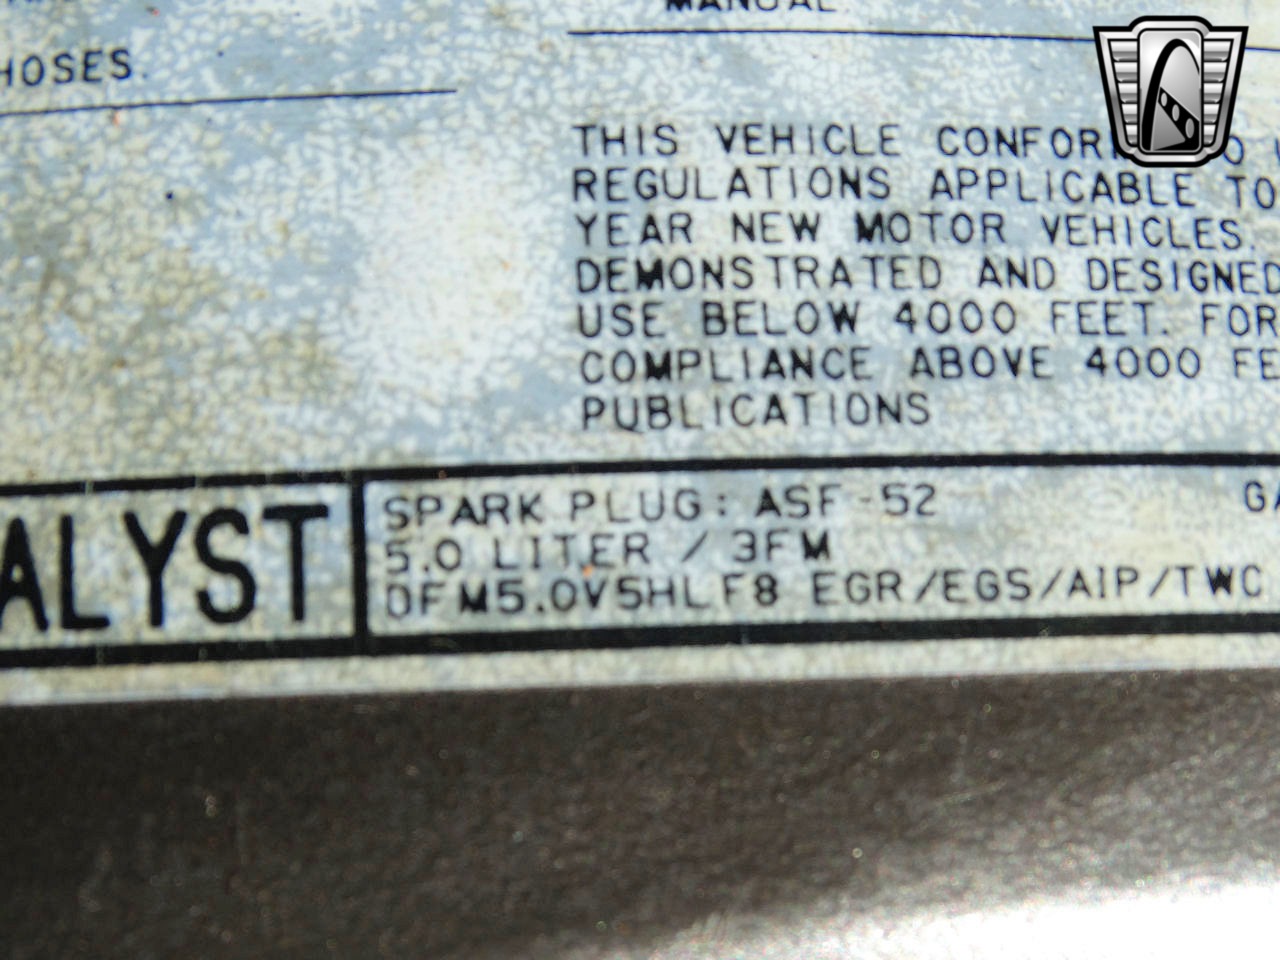 MANUAL.
HOSES.
THIS VEHICLE CONFOR O U
REGULATIONS APPLICABLE TO
YEAR NEW MOTOR VEHICLES.
DEMONSTRATED AND DESIGNED
USE BELOW 4000 FEET. FOR
COMPLIANCE ABOVE 4000 FE
PUBLICATIONS
ALYST
SPARK PLUG: ASF-52 GA
5.0 LITER / 3FM
0FM5.0V5HLF8 EGR/EGS/AIP/TWC